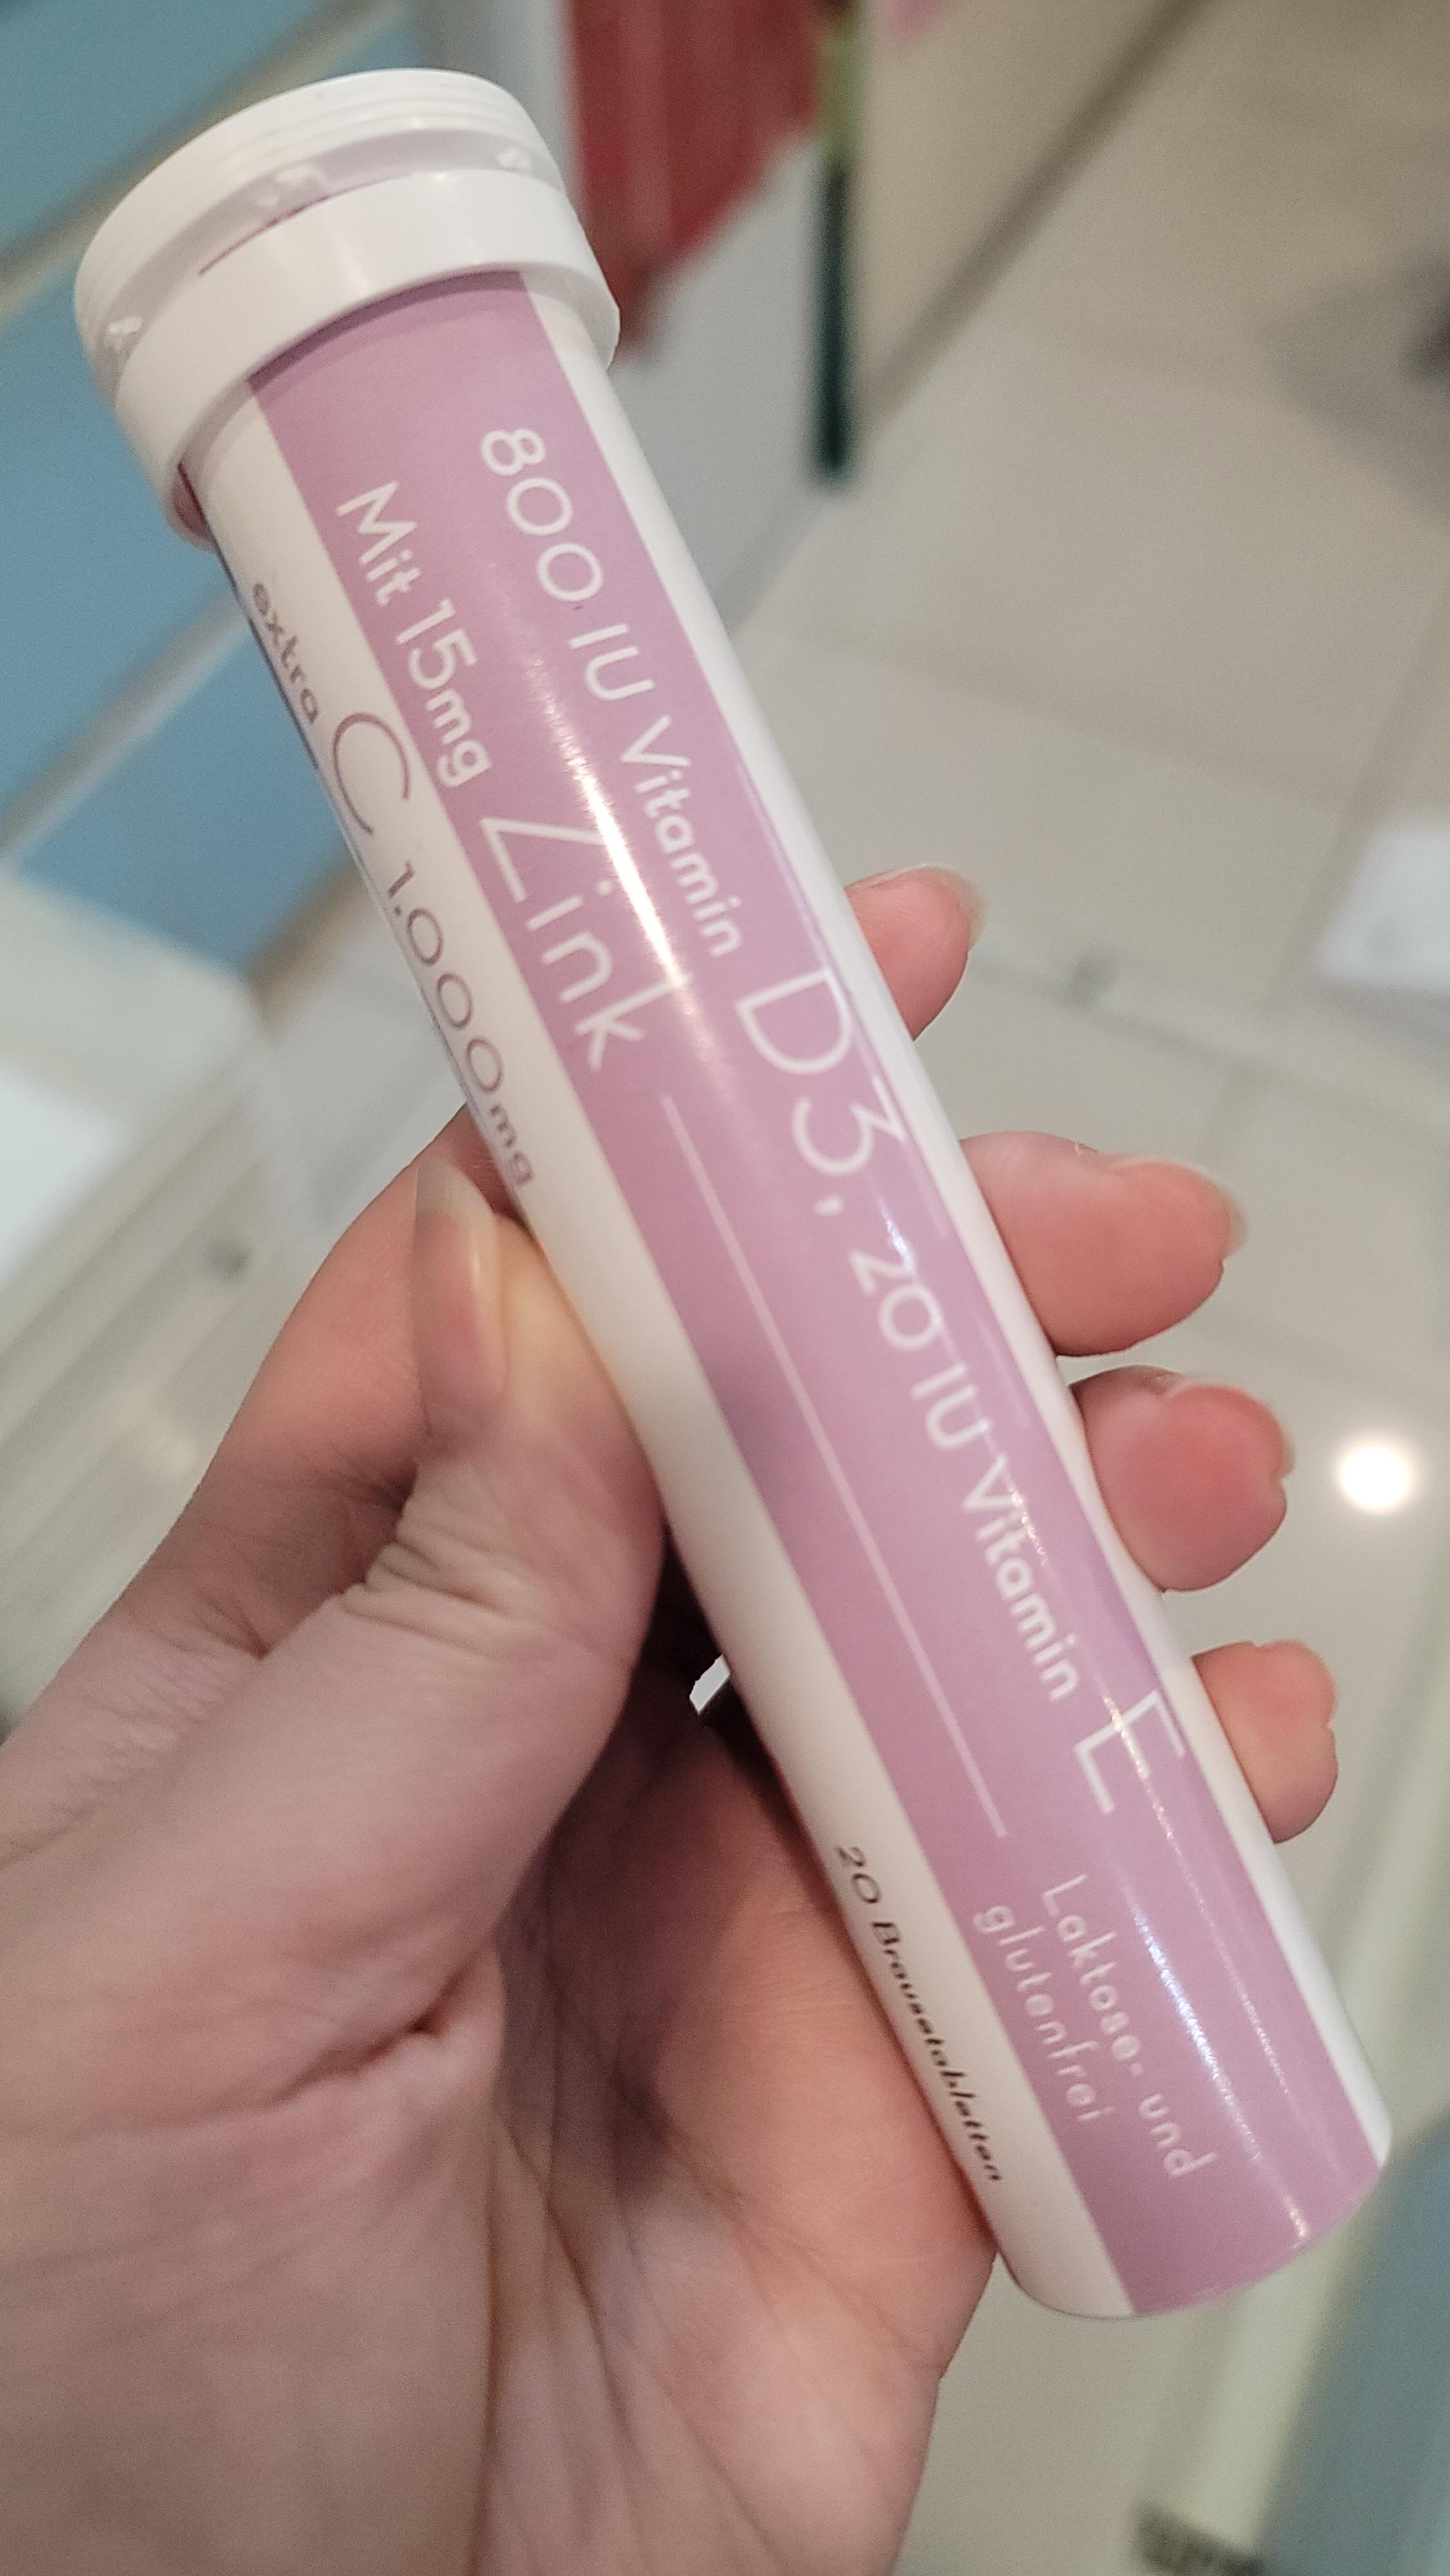 800 IU Vitamin D3, 20 IU Vitamin E
Mit 15mg Zink
extra C 1.000mg
Laktose- und
glutenfrei
20 Brausetabletten